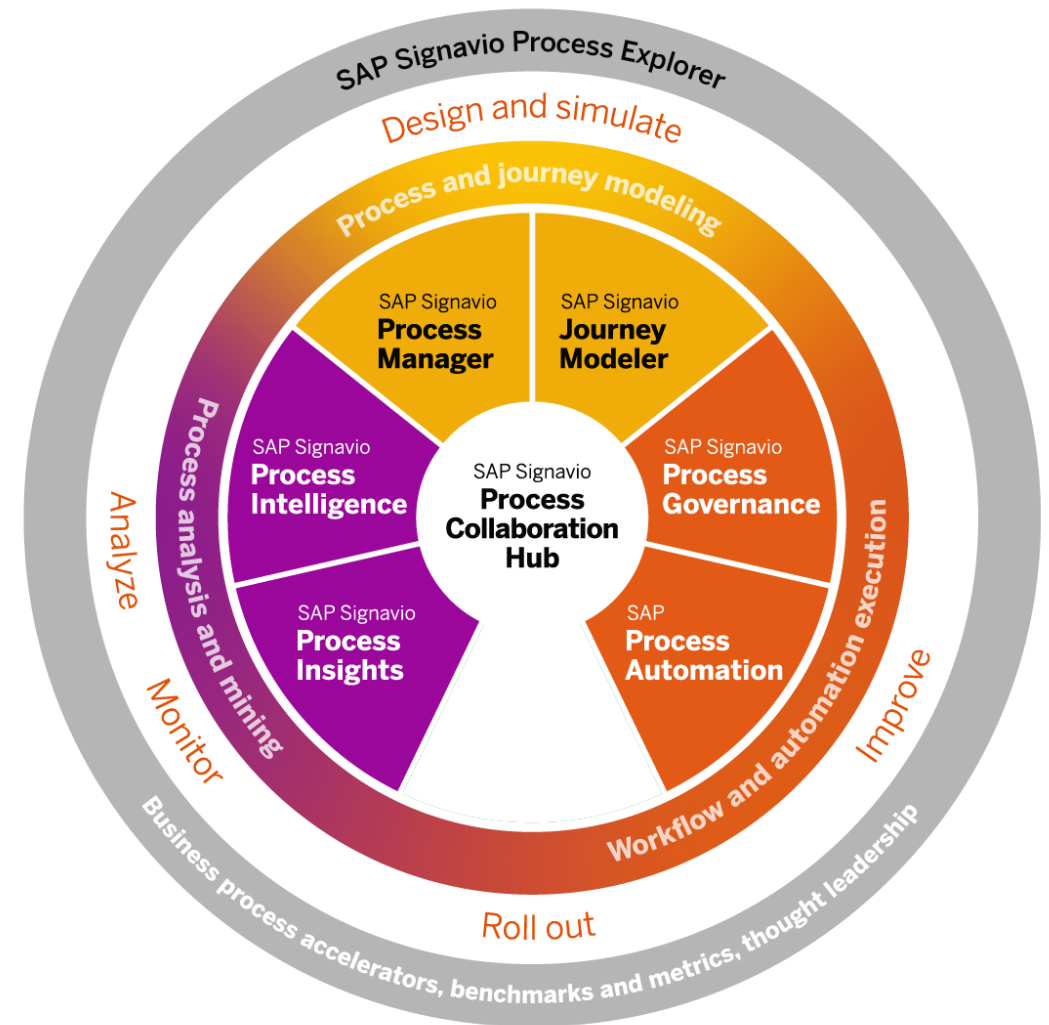 SAP Signavio Process Explorer
Design and simulate
Process and journey modeling
SAP Signavio
Process
Manager
SAP Signavio
Journey
Modeler
SAP Signavio
Process
Intelligence
SAP Signavio
Process
Collaboration
Hub
SAP Signavio
Process
Governance
SAP Signavio
Process
Insights
SAP
Process
Automation
Process analysis and mining
Workflow and automation execution
Analyze
Monitor
Improve
Roll out
Business process accelerators, benchmarks and metrics, thought leadership